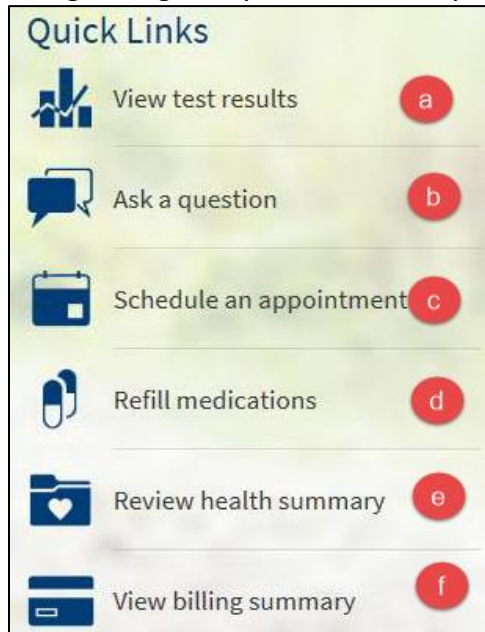 Quick Links
View test results a
Ask a question b
Schedule an appointment c
Refill medications d
Review health summary e
View billing summary f